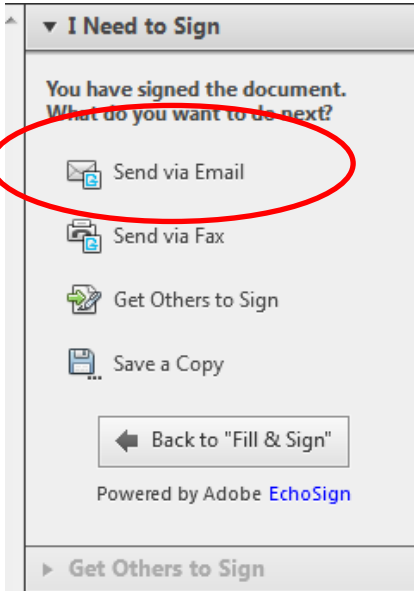 I Need to Sign
You have signed the document.
What do you want to do next?
Send via Email
Send via Fax
Get Others to Sign
Save a Copy
Back to "Fill & Sign"
Powered by Adobe EchoSign
Get Others to Sign